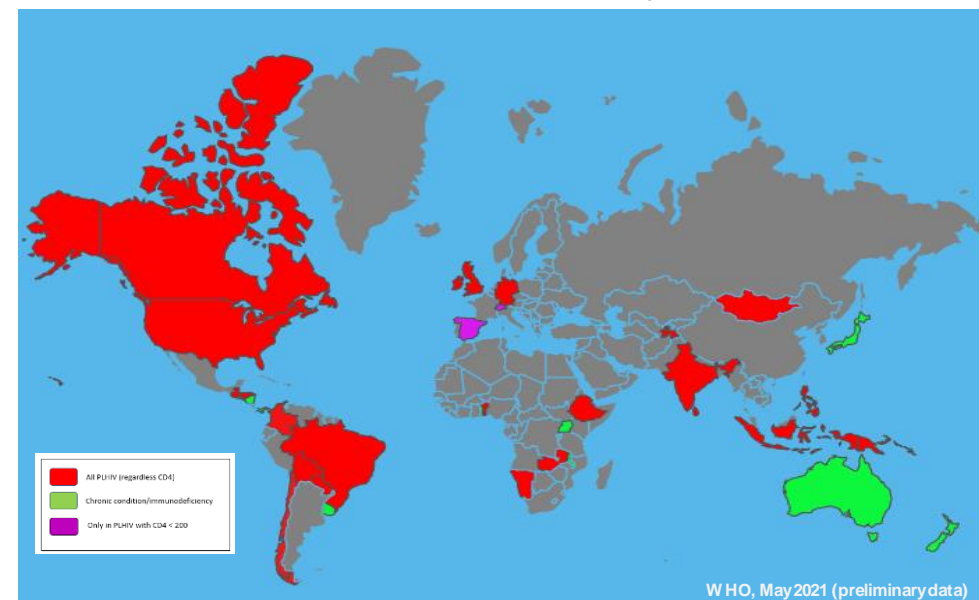 All PLHIV (regardless CD4)
Chronic condition/immunodeficiency
Only in PLHIV with CD4 < 200
WHO, May 2021 (preliminary data)